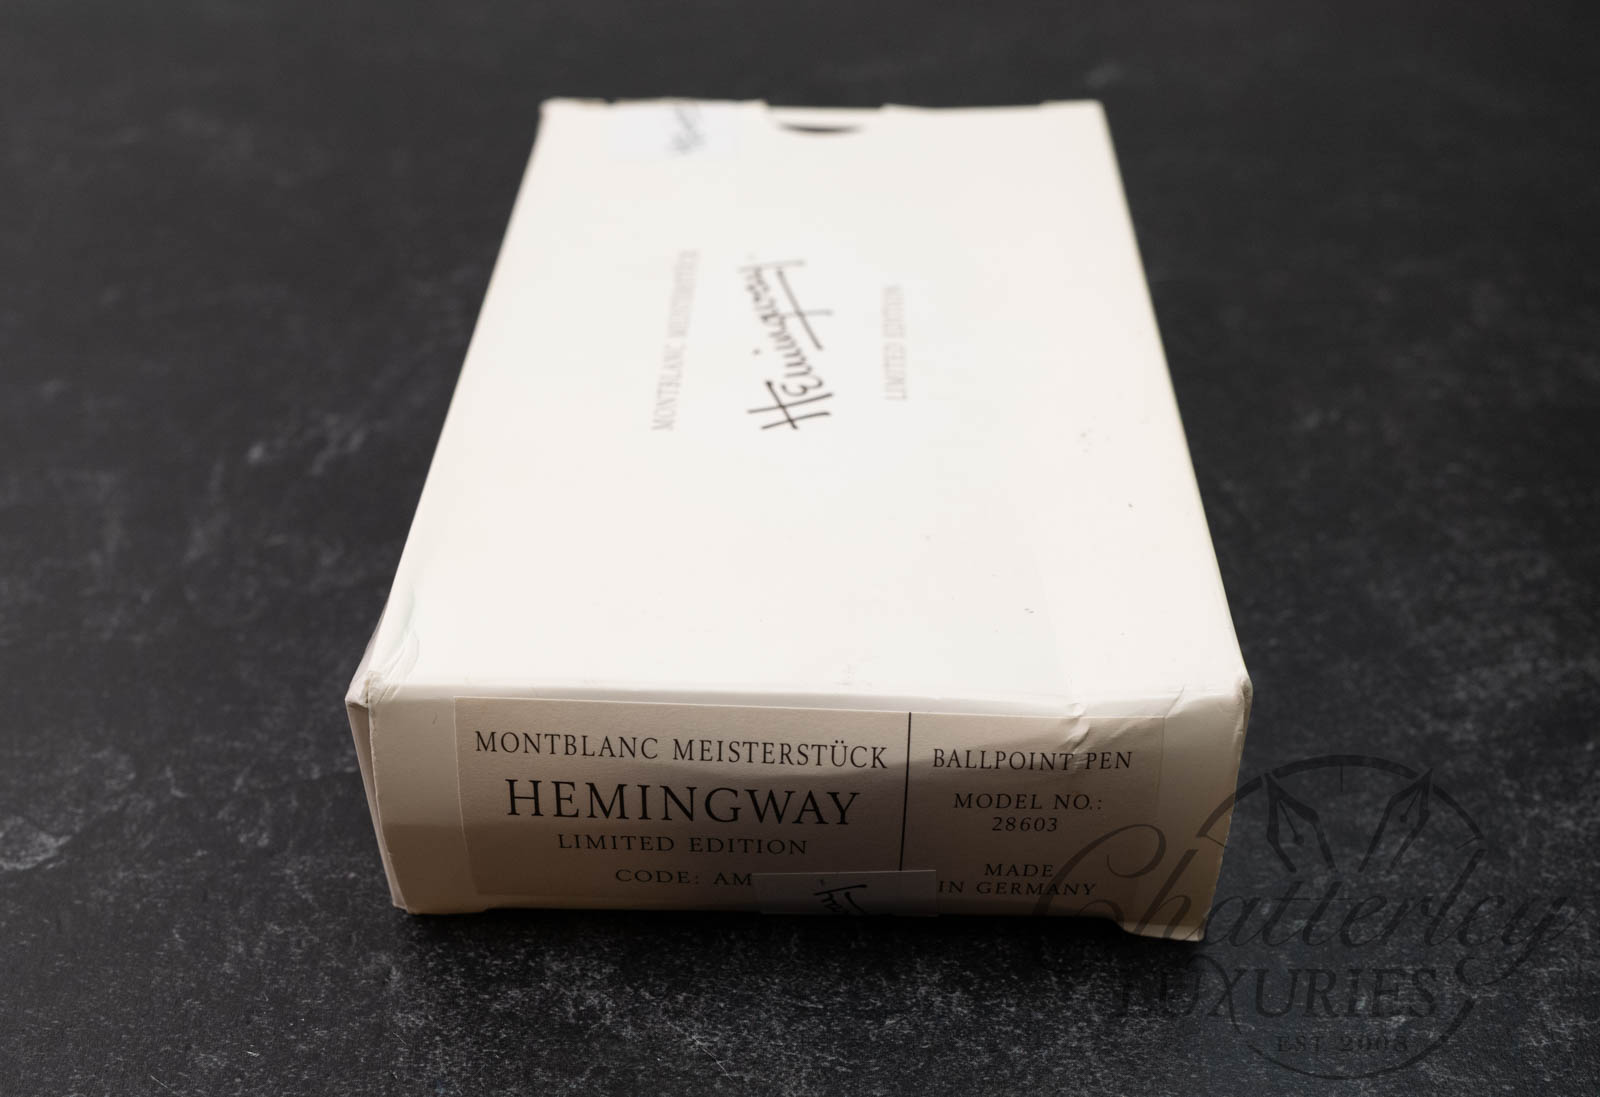 MONTBLANC MEISTERSTÜCK
Hemingway
LIMITED EDITION
MONTBLANC MEISTERSTÜCK
HEMINGWAY
LIMITED EDITION
CODE: AM
BALLPOINT PEN
MODEL NO.:
28603
MADE
IN GERMANY
Chatterley
LUXURIES
EST 2008